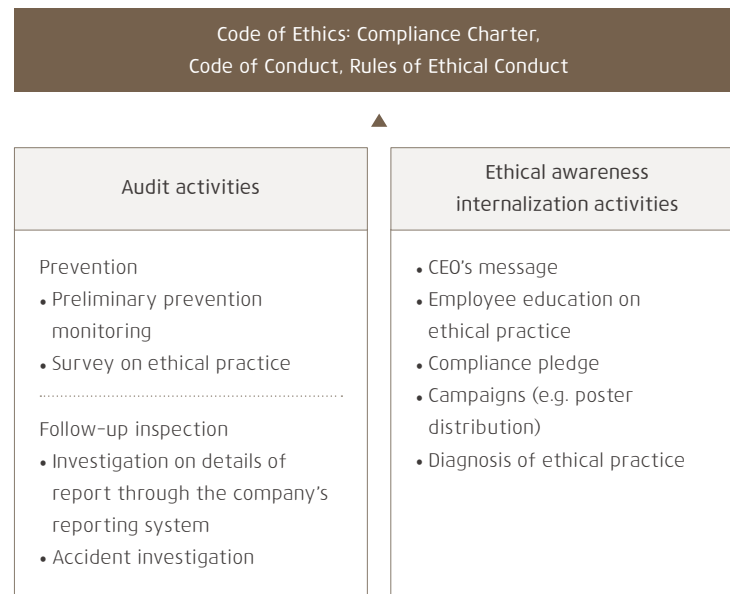 Code of Ethics: Compliance Charter,
Code of Conduct, Rules of Ethical Conduct
Audit activities
Prevention
• Preliminary prevention
monitoring
• Survey on ethical practice
Follow-up inspection
• Investigation on details of
report through the company's
reporting system
• Accident investigation
Ethical awareness
internalization activities
• CEO's message
• Employee education on
ethical practice
• Compliance pledge
• Campaigns (e.g. poster
distribution)
• Diagnosis of ethical practice